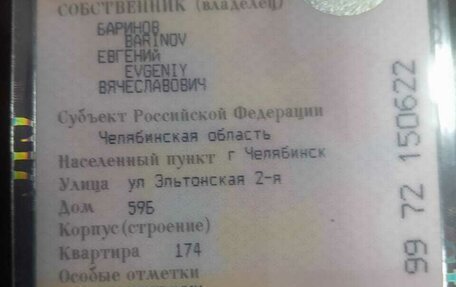 СОБСТВЕННИК (владелец)
БАРИНОВ
BARINOV
ЕВГЕНИЙ
EVGENIY
ВЯЧЕСЛАВОВИЧ
Субъект Российской Федерации
Челябинская область
Населенный пункт г Челябинск
Улица ул Эльтонская 2-я
Дом 59Б
Корпус (строение)
Квартира 174
Особые отметки
99 72 150622